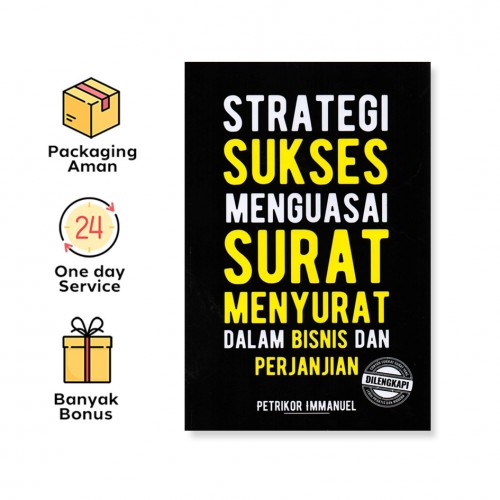 Packaging
Aman
24
One day
Service
Banyak
Bonus
STRATEGI
SUKSES
MENGUASAI
SURAT
MENYURAT
DALAM BISNIS DAN
PERJANJIAN
DILENGKAPI
PETRIKOR IMMANUEL